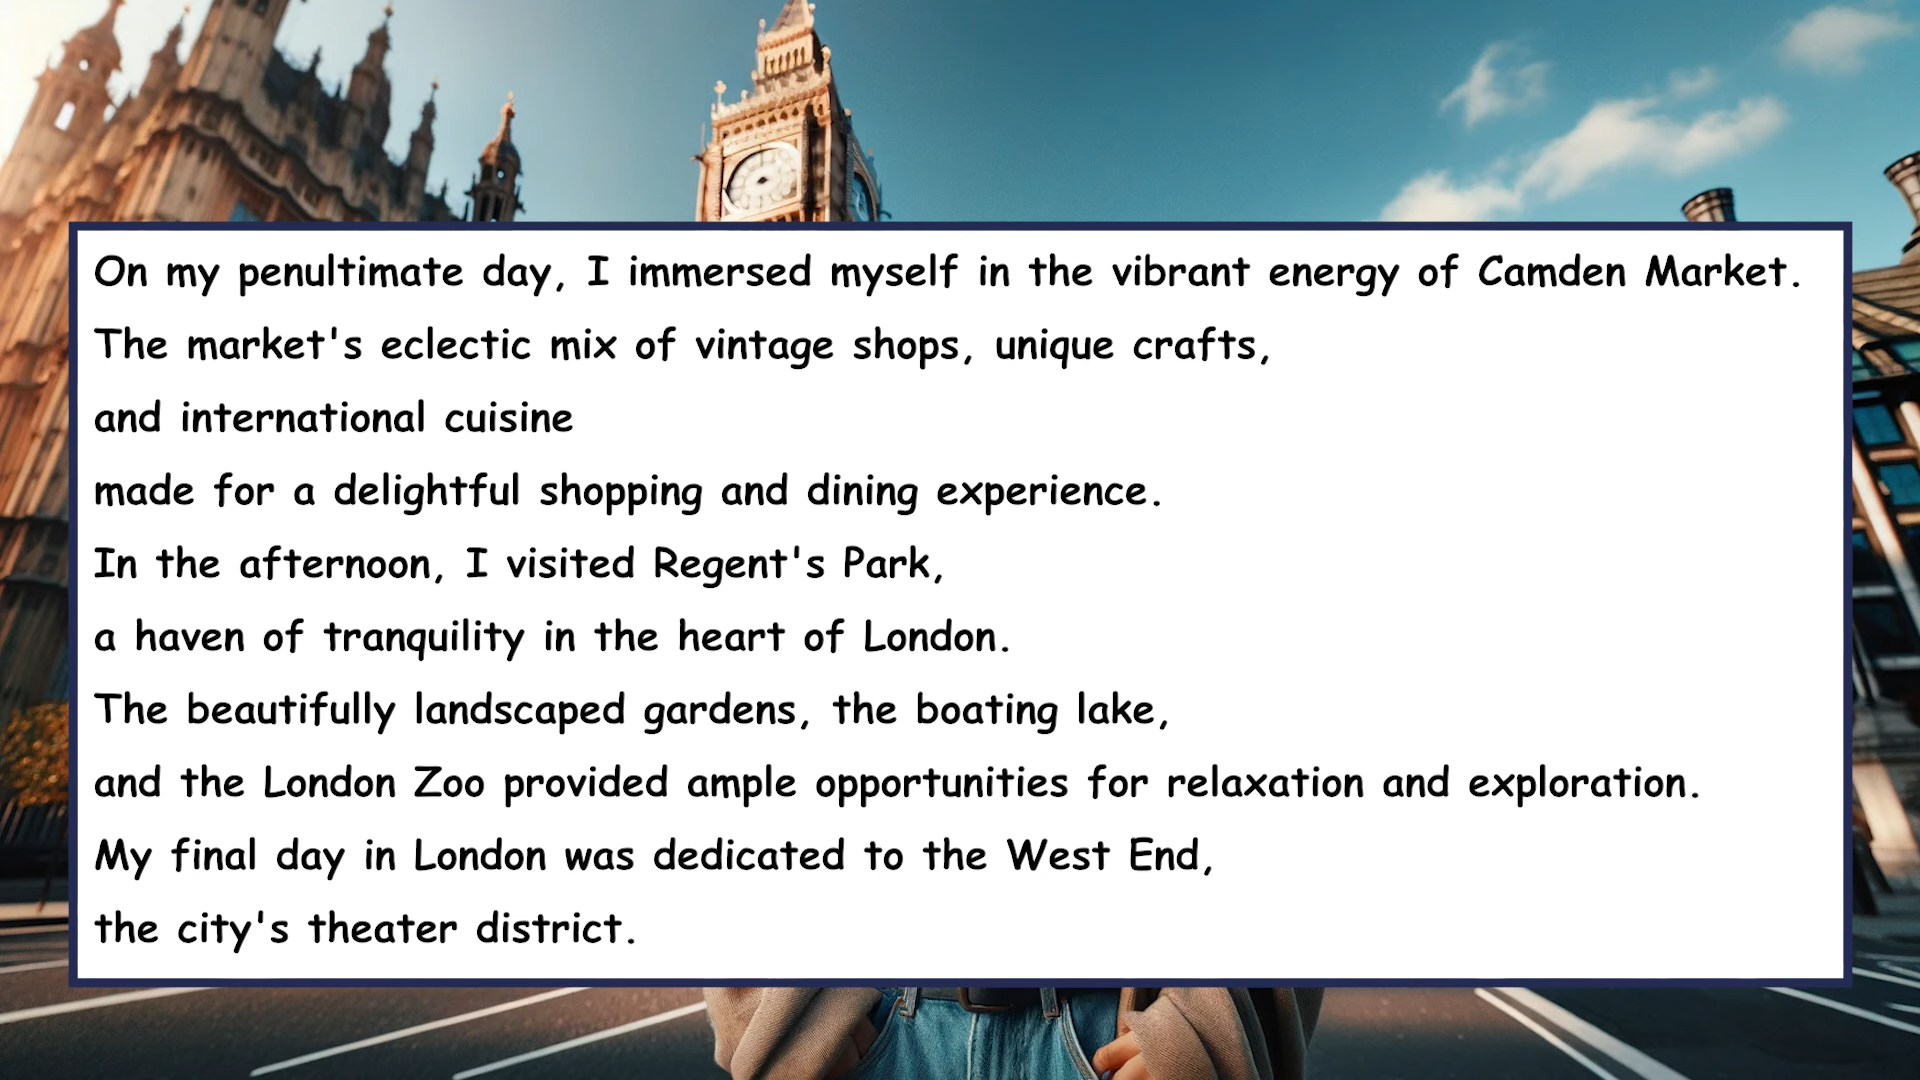 On my penultimate day, I immersed myself in the vibrant energy of Camden Market.
The market's eclectic mix of vintage shops, unique crafts,
and international cuisine
made for a delightful shopping and dining experience.
In the afternoon, I visited Regent's Park,
a haven of tranquility in the heart of London.
The beautifully landscaped gardens, the boating lake,
and the London Zoo provided ample opportunities for relaxation and exploration.
My final day in London was dedicated to the West End,
the city's theater district.